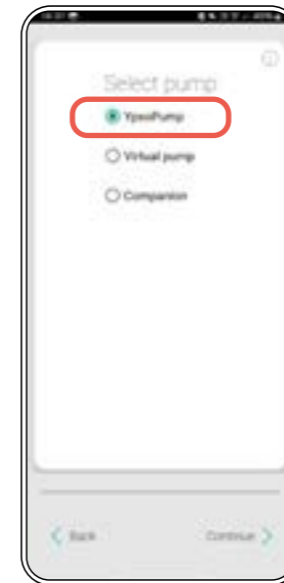 Select pump
YpsoPump
Virtual pump
Companion
Back
Continue